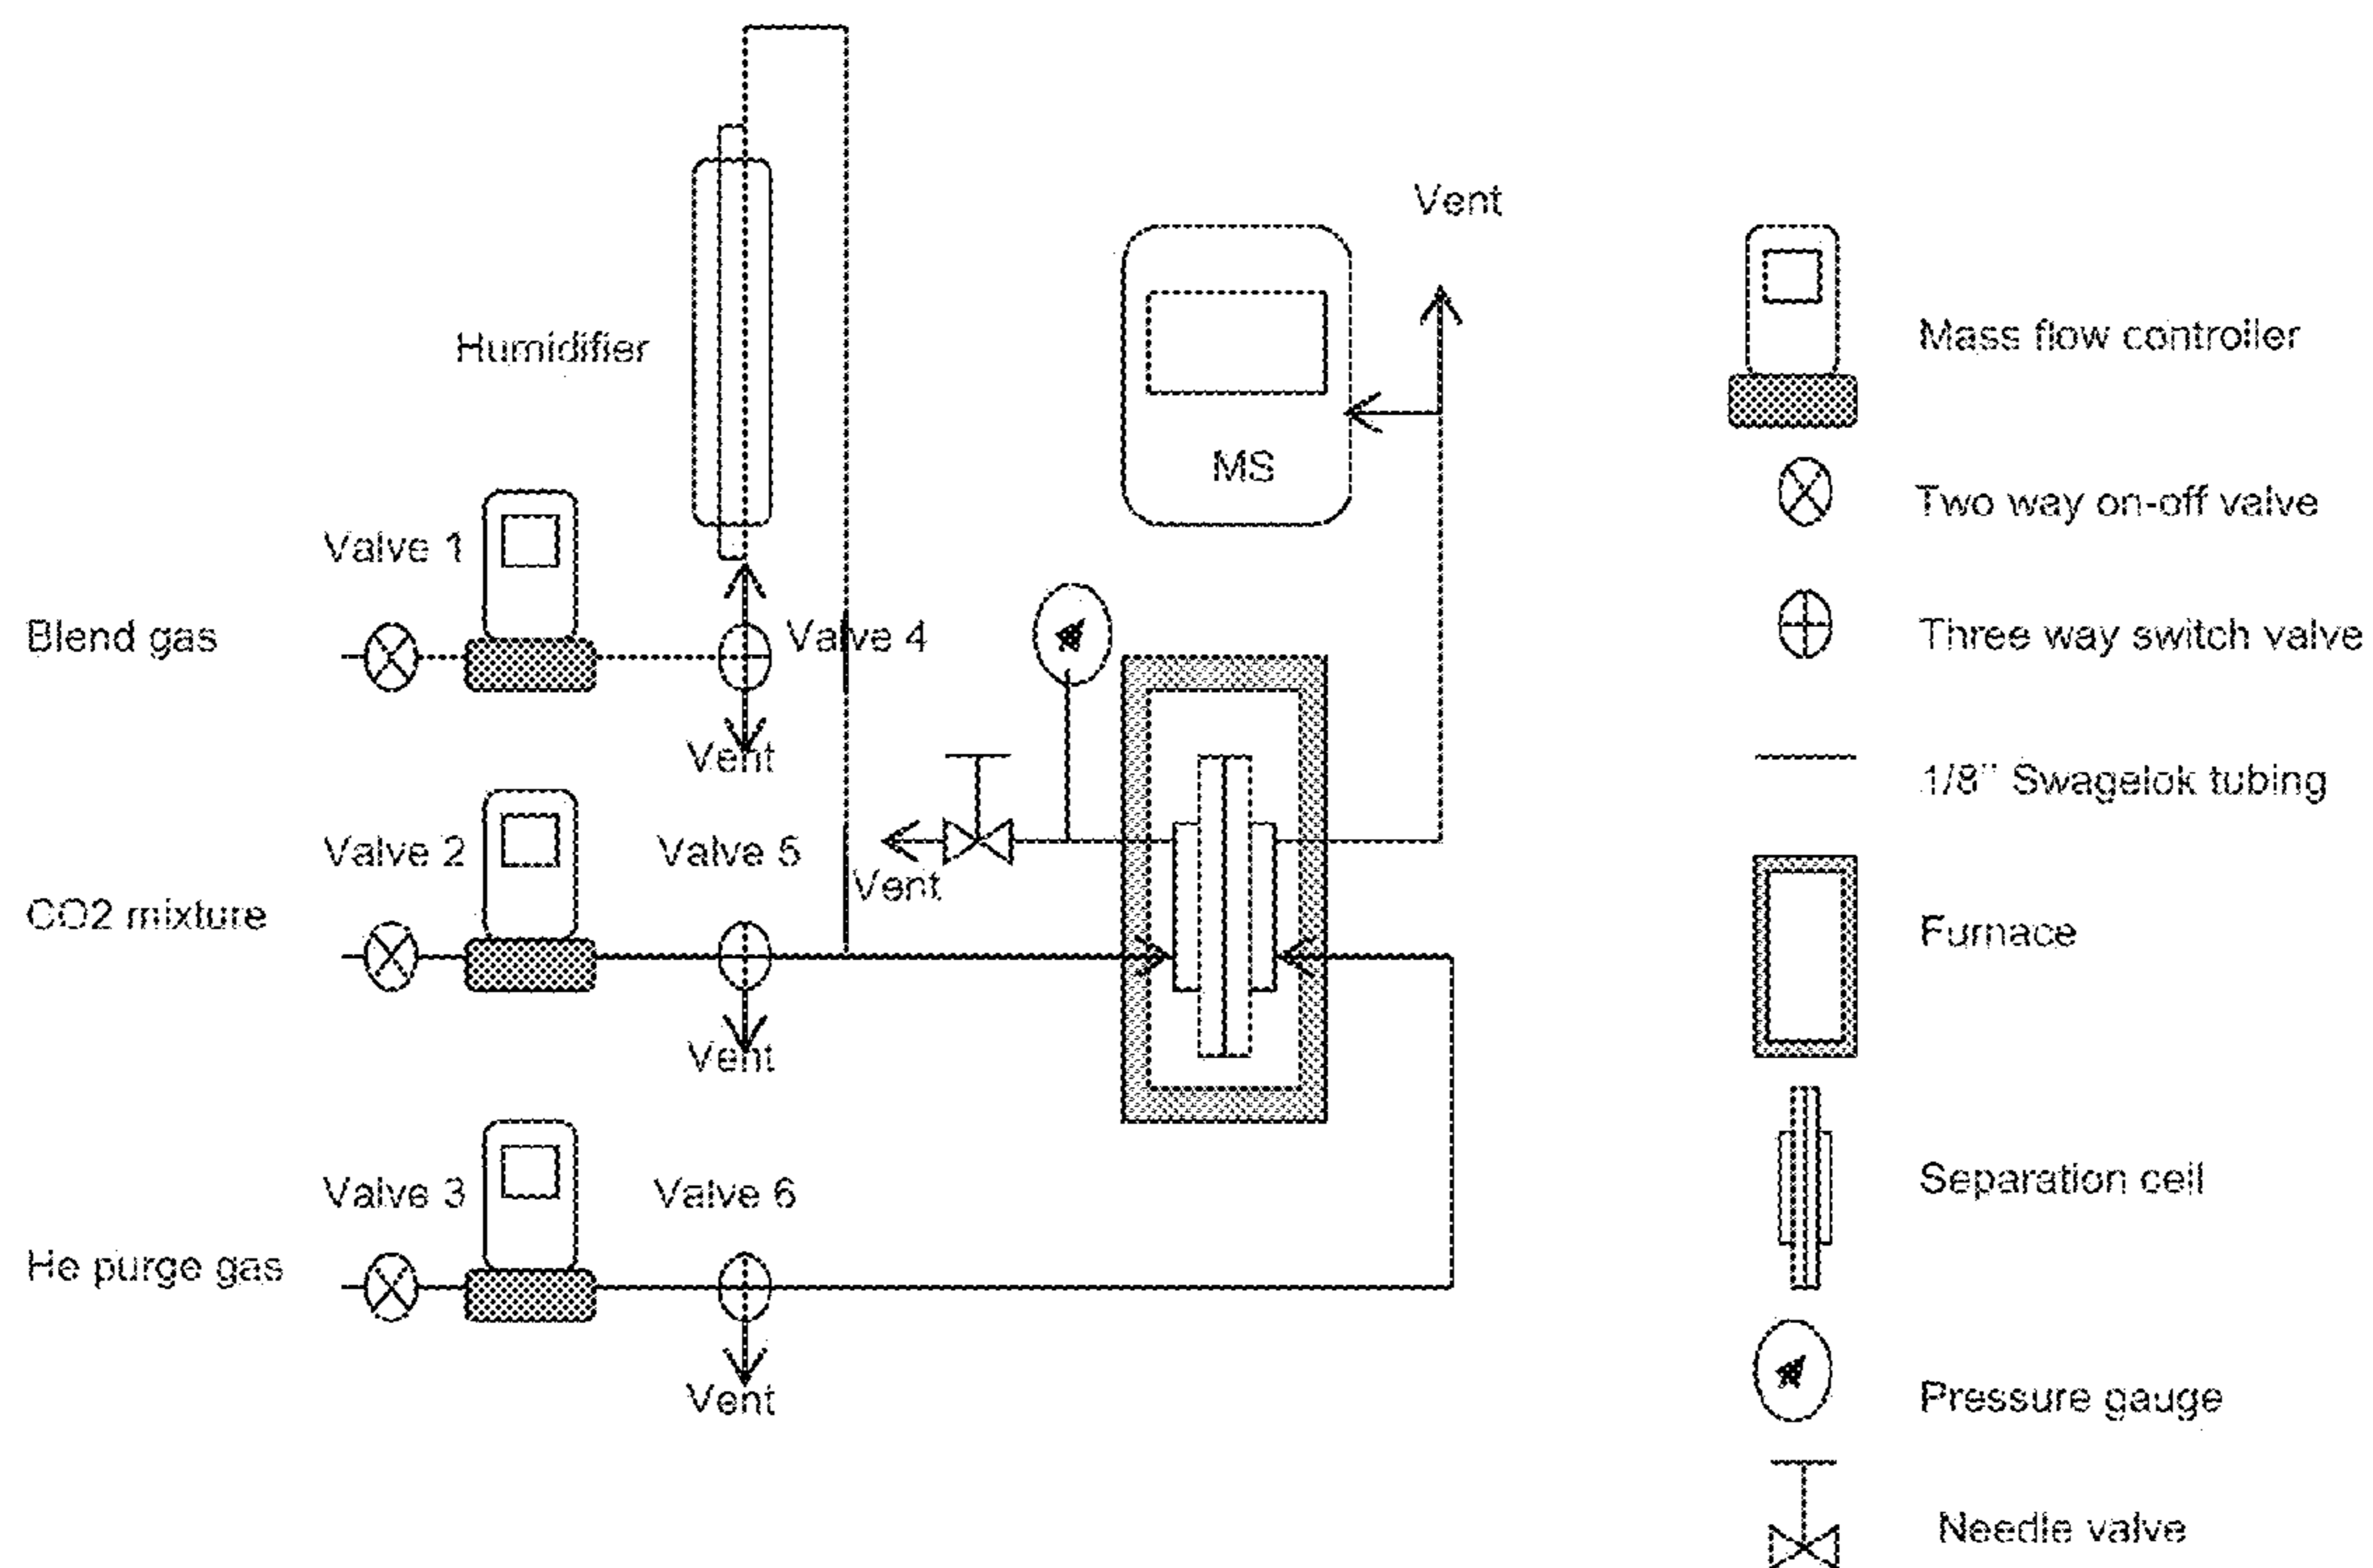 Vent
Humidifier
MS
Valve 1
Blend gas
Valve 4
Vent
Valve 2
Valve 5
Vent
CO2 mixture
Vent
Valve 3
Valve 6
He purge gas
Vent
Mass flow controller
Two way on-off valve
Three way switch valve
1/8" Swagelok tubing
Furnace
Separation cell
Pressure gauge
Needle valve